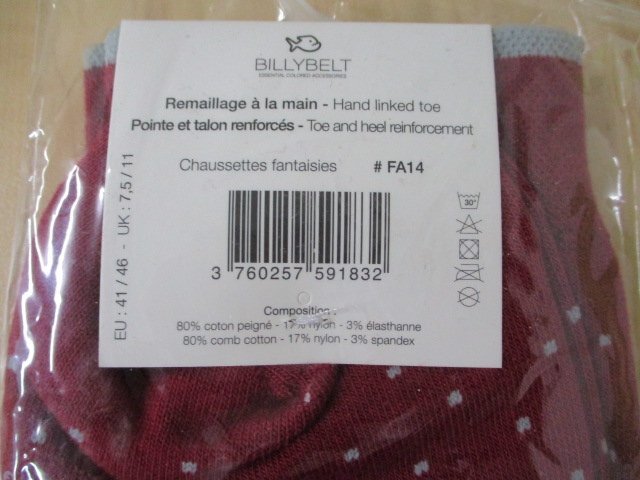 BILLYBELT
ESSENTIAL COLORED ACCESSORIES
Remaillage à la main - Hand linked toe
Pointe et talon renforcés - Toe and heel reinforcement
Chaussettes fantaisies # FA14
EU : 41 / 46 - UK : 7,5 / 11
30°
3 760257 591832
Composition :
80% coton peigné - 17% nylon - 3% élasthanne
80% comb cotton - 17% nylon - 3% spandex